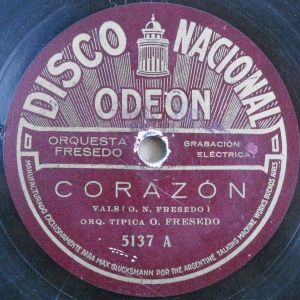 DISCO NACIONAL
ODEON
ORQUESTA
FRESEDO
GRABACIÓN
ELÉCTRICA
CORAZÓN
VALS (O. N. FRESEDO)
ORQ. TIPICA O. FRESEDO
5137 A
MANUFACTURADO EXCLUSIVAMENTE PARA MAX GLÜCKSMANN POR THE ARGENTINE TALKING MACHINE WORKS BUENOS AIRES